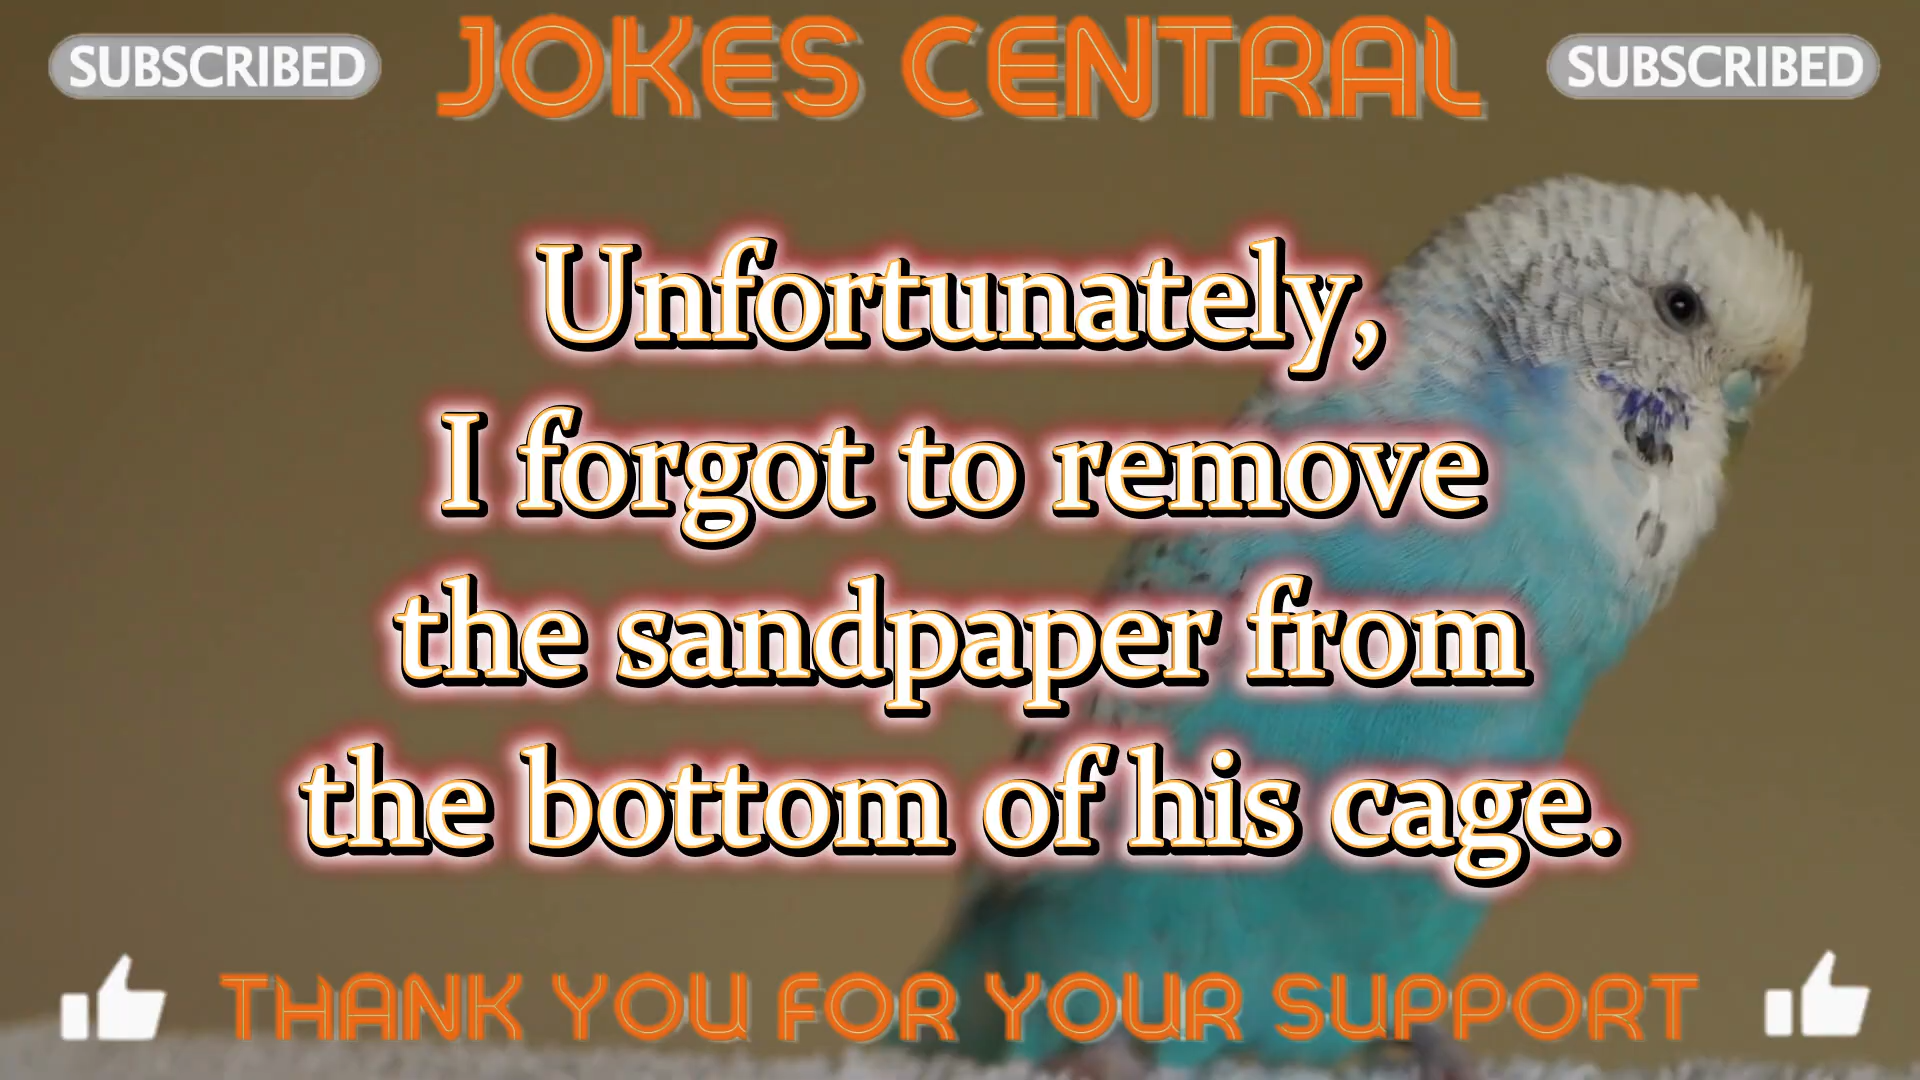 SUBSCRIBED JOKES CENTRAL SUBSCRIBED
Unfortunately,
I forgot to remove
the sandpaper from
the bottom of his cage.
THANK YOU FOR YOUR SUPPORT